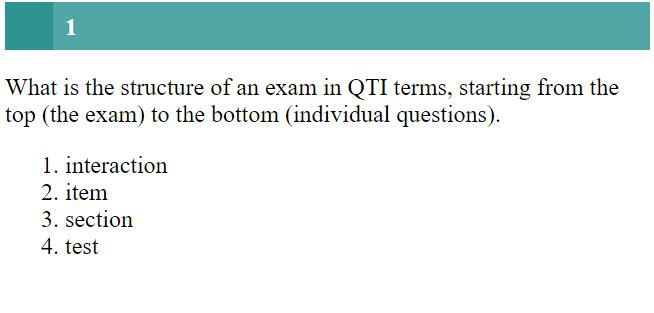 1
What is the structure of an exam in QTI terms, starting from the
top (the exam) to the bottom (individual questions).
1. interaction
2. item
3. section
4. test